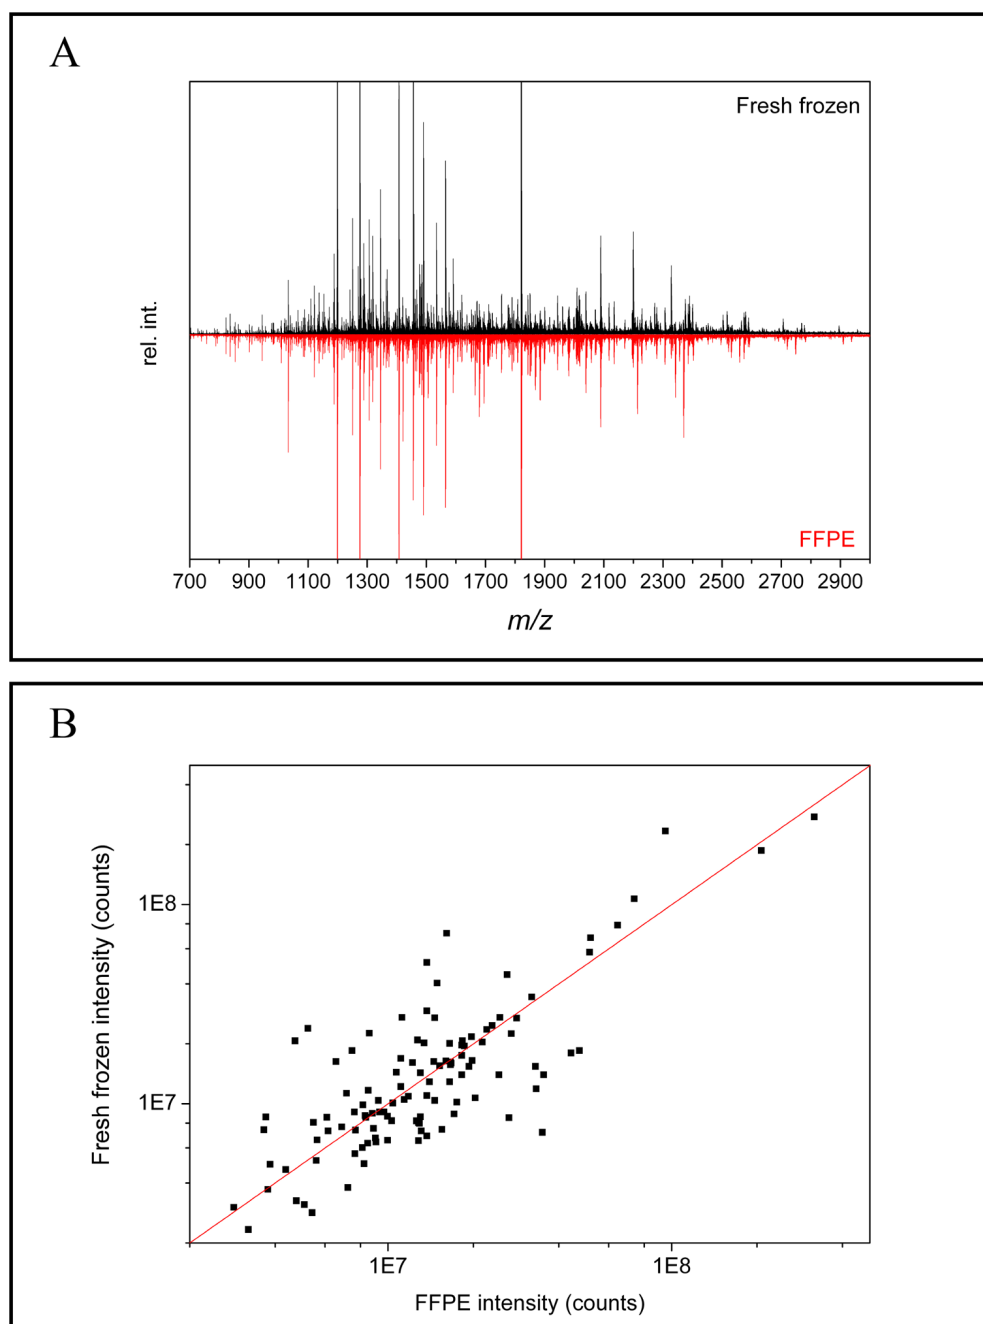 A
Fresh frozen
rel. int.
FFPE
700 900 1100 1300 1500 1700 1900 2100 2300 2500 2700 2900
m/z
B
Fresh frozen intensity (counts)
1E8
1E7
1E7 1E8
FFPE intensity (counts)